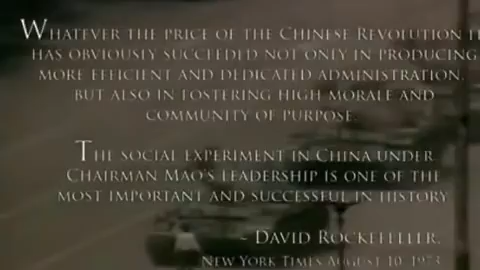 WHATEVER THE PRICE OF THE CHINESE REVOLUTION IT
HAS OBVIOUSLY SUCCEEDED NOT ONLY IN PRODUCING
MORE EFFICIENT AND DEDICATED ADMINISTRATION,
BUT ALSO IN FOSTERING HIGH MORALE AND
COMMUNITY OF PURPOSE.
THE SOCIAL EXPERIMENT IN CHINA UNDER
CHAIRMAN MAO'S LEADERSHIP IS ONE OF THE
MOST IMPORTANT AND SUCCESSFUL IN HISTORY
~ DAVID ROCKEFELLER,
NEW YORK TIMES AUGUST 10, 1973